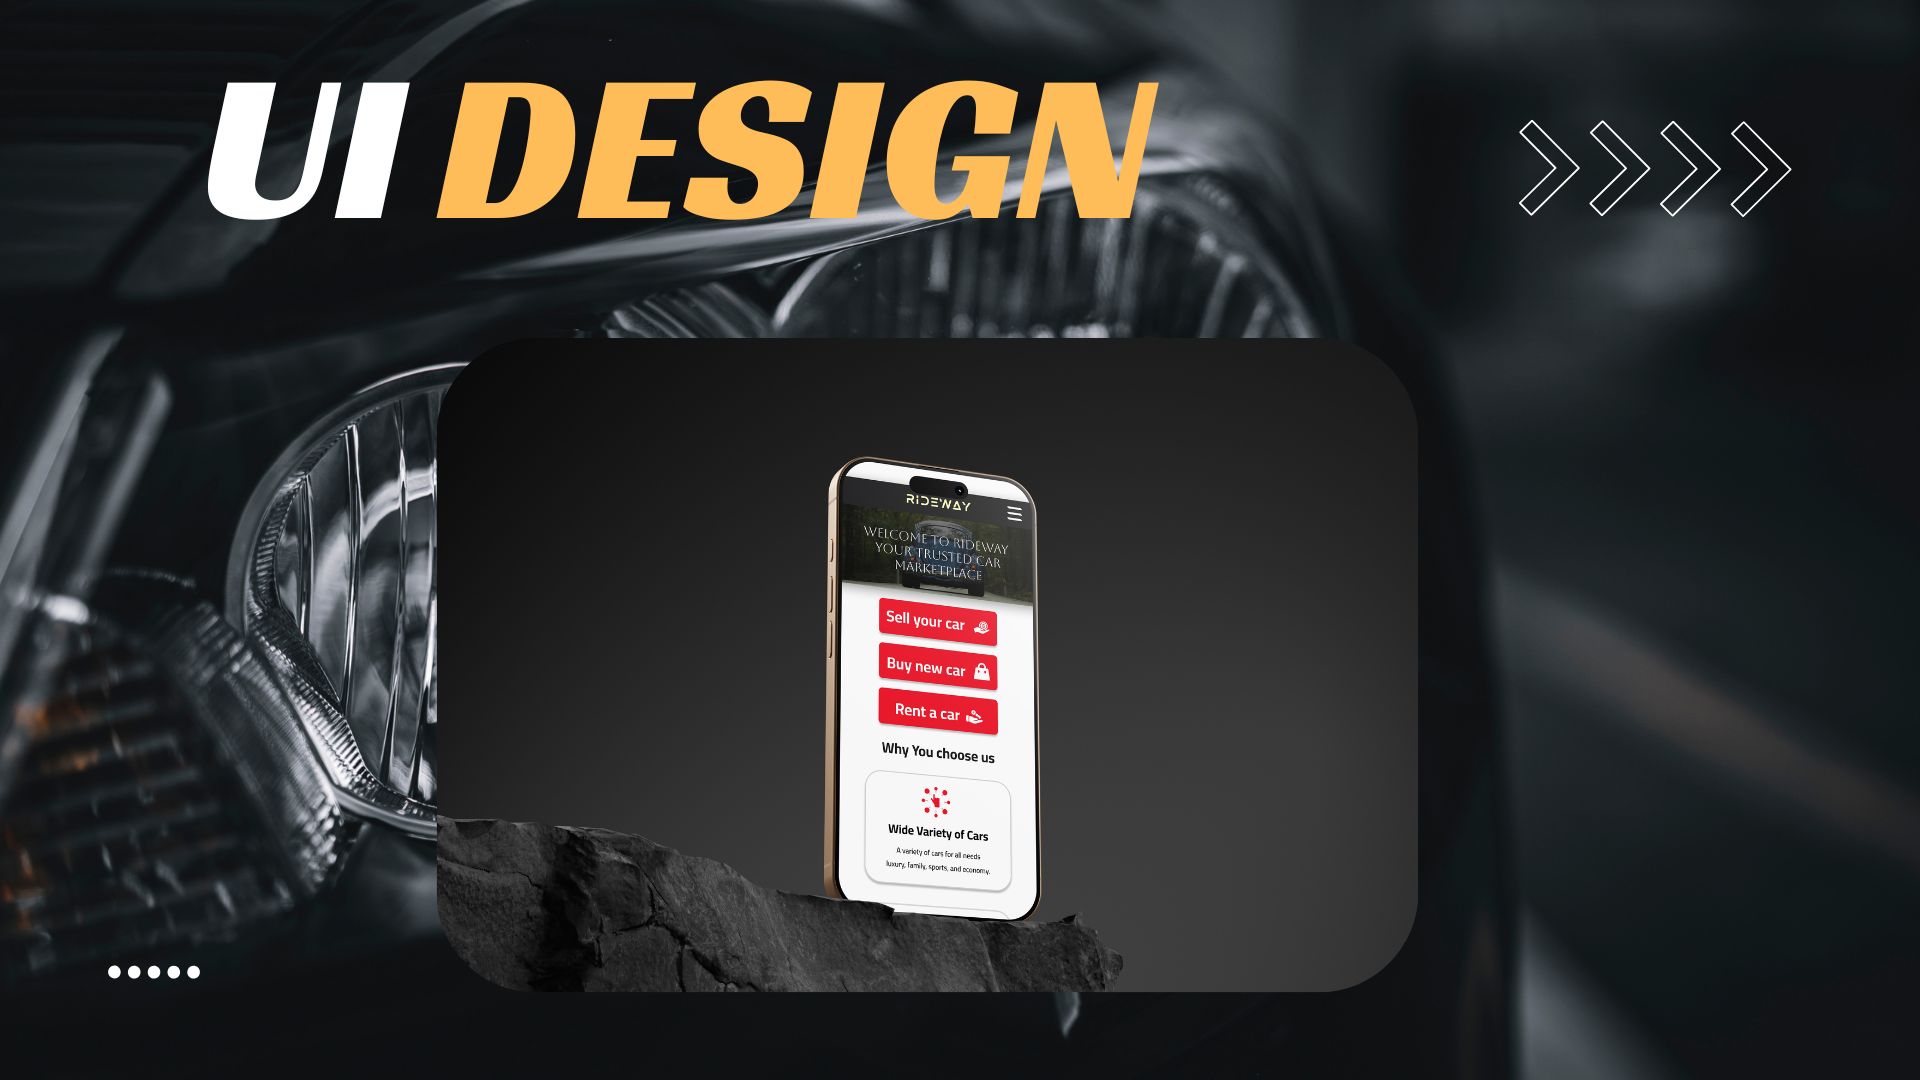 UI DESIGN
RIDEWAY
WELCOME TO RIDEWAY
YOUR TRUSTED CAR
MARKETPLACE
Sell your car
Buy new car
Rent a car
Why You choose us
Wide Variety of Cars
A variety of cars for all needs
luxury, family, sports, and economy.